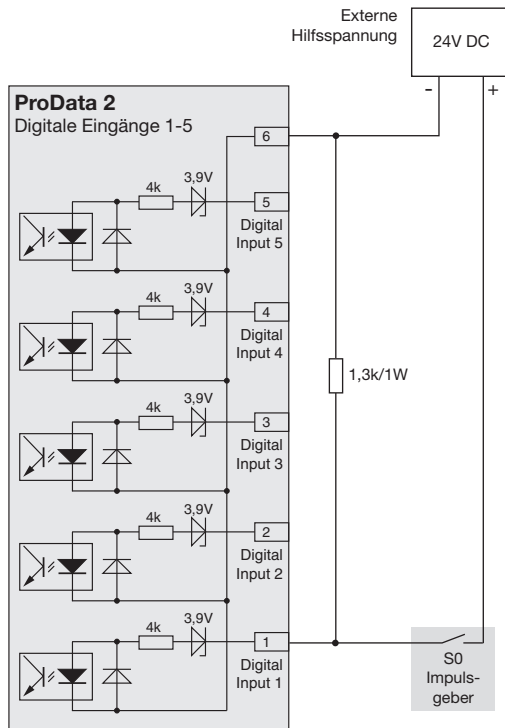 Externe
Hilfsspannung
24V DC
-
+
ProData 2
Digitale Eingänge 1-5
6
4k
3,9V
5
Digital
Input 5
4k
3,9V
4
Digital
Input 4
1,3k/1W
4k
3,9V
3
Digital
Input 3
4k
3,9V
2
Digital
Input 2
4k
3,9V
1
Digital
Input 1
S0
Impuls-
geber